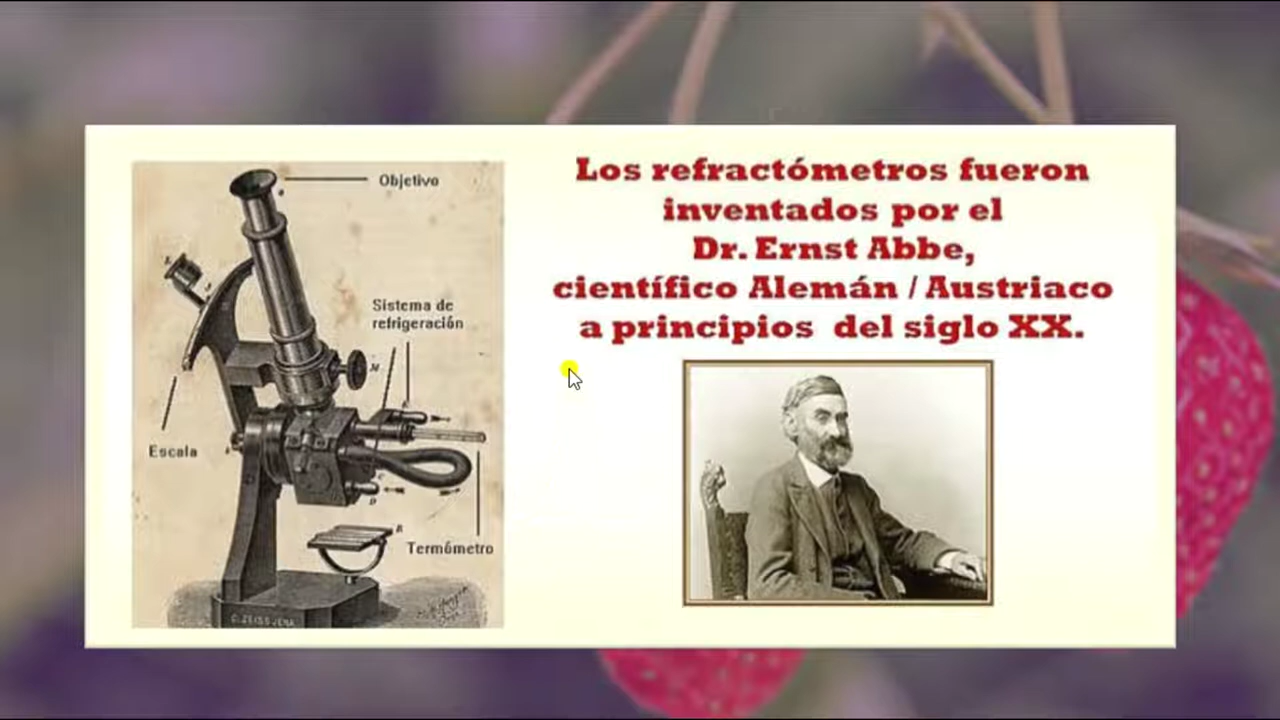 Los refractómetros fueron
inventados por el
Dr. Ernst Abbe,
científico Alemán / Austriaco
a principios del siglo XX.
Objetivo
Sistema de
refrigeración
Escala
Termómetro
C. ZEISS JENA